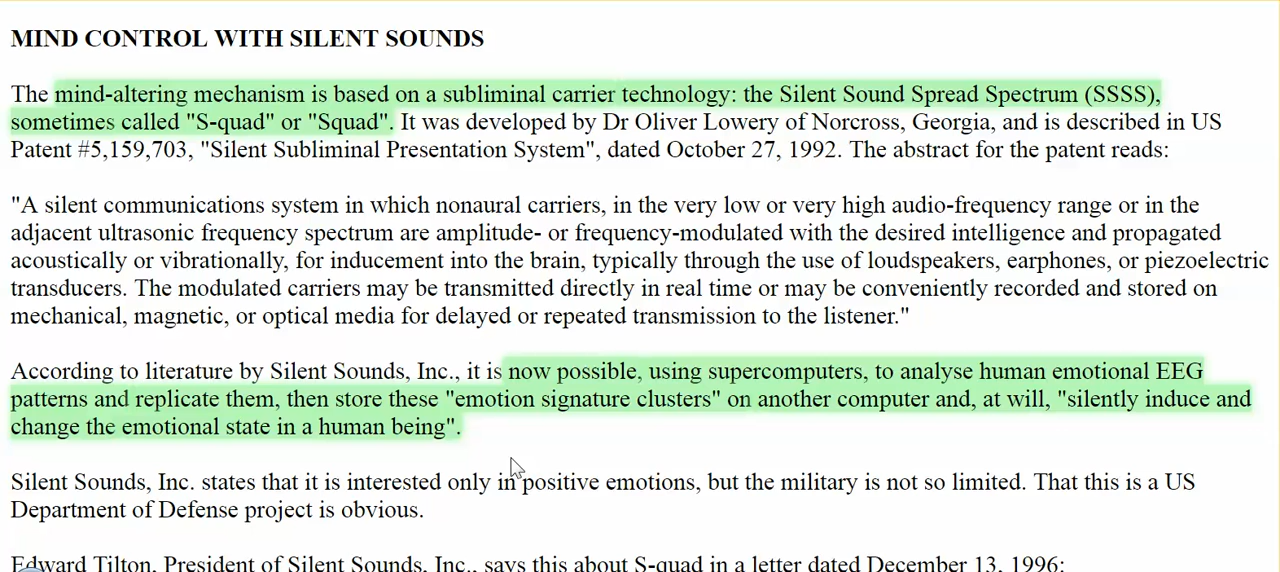 MIND CONTROL WITH SILENT SOUNDS
The mind-altering mechanism is based on a subliminal carrier technology: the Silent Sound Spread Spectrum (SSSS),
sometimes called "S-quad" or "Squad". It was developed by Dr Oliver Lowery of Norcross, Georgia, and is described in US
Patent #5,159,703, "Silent Subliminal Presentation System", dated October 27, 1992. The abstract for the patent reads:
"A silent communications system in which nonaural carriers, in the very low or very high audio-frequency range or in the
adjacent ultrasonic frequency spectrum are amplitude- or frequency-modulated with the desired intelligence and propagated
acoustically or vibrationally, for inducement into the brain, typically through the use of loudspeakers, earphones, or piezoelectric
transducers. The modulated carriers may be transmitted directly in real time or may be conveniently recorded and stored on
mechanical, magnetic, or optical media for delayed or repeated transmission to the listener."
According to literature by Silent Sounds, Inc., it is now possible, using supercomputers, to analyse human emotional EEG
patterns and replicate them, then store these "emotion signature clusters" on another computer and, at will, "silently induce and
change the emotional state in a human being".
Silent Sounds, Inc. states that it is interested only in positive emotions, but the military is not so limited. That this is a US
Department of Defense project is obvious.
Edward Tilton, President of Silent Sounds, Inc., says this about S-quad in a letter dated December 13, 1996: